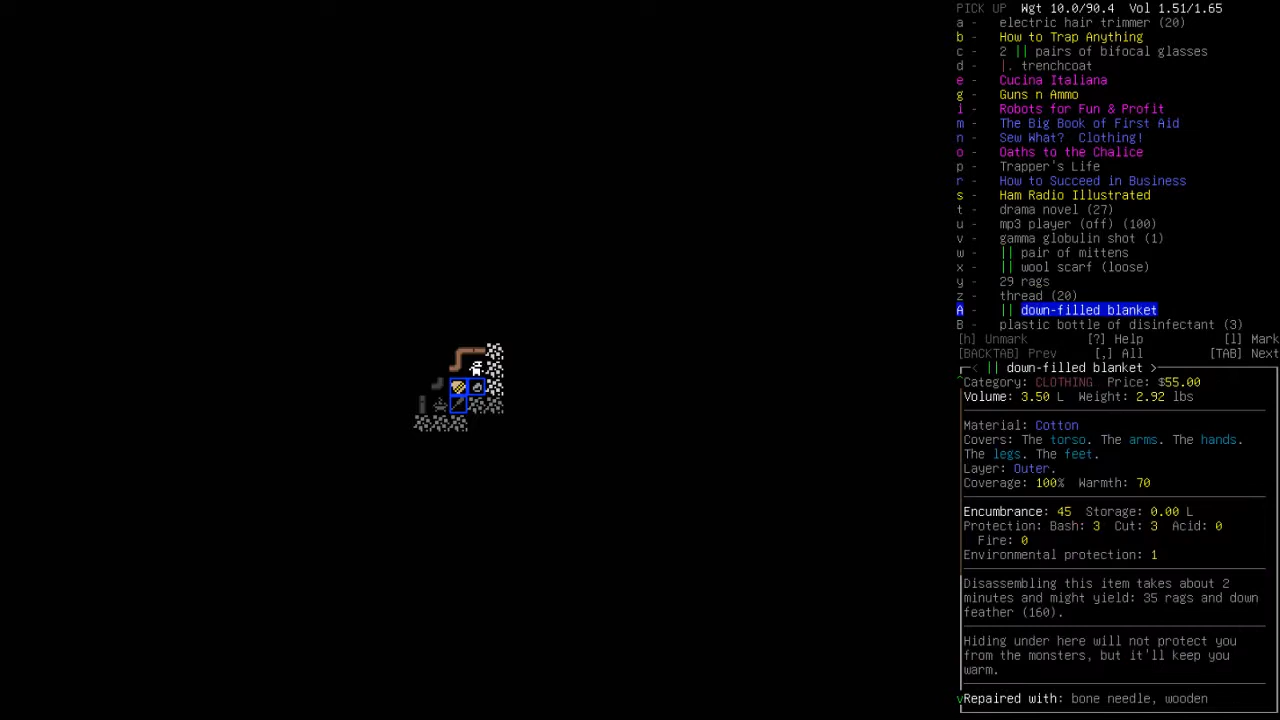 PICK UP  Wgt 10.0/90.4  Vol 1.51/1.65
a -   electric hair trimmer (20)
b -   How to Trap Anything
c -   2 || pairs of bifocal glasses
d -   |. trenchcoat
e -   Cucina Italiana
g -   Guns n Ammo
i -   Robots for Fun & Profit
m -   The Big Book of First Aid
n -   Sew What?  Clothing!
o -   Oaths to the Chalice
p -   Trapper's Life
r -   How to Succeed in Business
s -   Ham Radio Illustrated
t -   drama novel (27)
u -   mp3 player (off) (100)
v -   gamma globulin shot (1)
w -   || pair of mittens
x -   || wool scarf (loose)
y -   29 rags
z -   thread (20)
A -   || down-filled blanket
B -   plastic bottle of disinfectant (3)
[h] Unmark  [?] Help  [l] Mark
[BACKTAB] Prev  [,] All  [TAB] Next
< || down-filled blanket >
Category: CLOTHING  Price: $55.00
Volume: 3.50 L  Weight: 2.92 lbs
Material: Cotton
Covers: The torso. The arms. The hands.
The legs. The feet.
Layer: Outer.
Coverage: 100%  Warmth: 70
Encumbrance: 45  Storage: 0.00 L
Protection: Bash: 3  Cut: 3  Acid: 0
Fire: 0
Environmental protection: 1
Disassembling this item takes about 2
minutes and might yield: 35 rags and down
feather (160).
Hiding under here will not protect you
from the monsters, but it'll keep you
warm.
Repaired with: bone needle, wooden